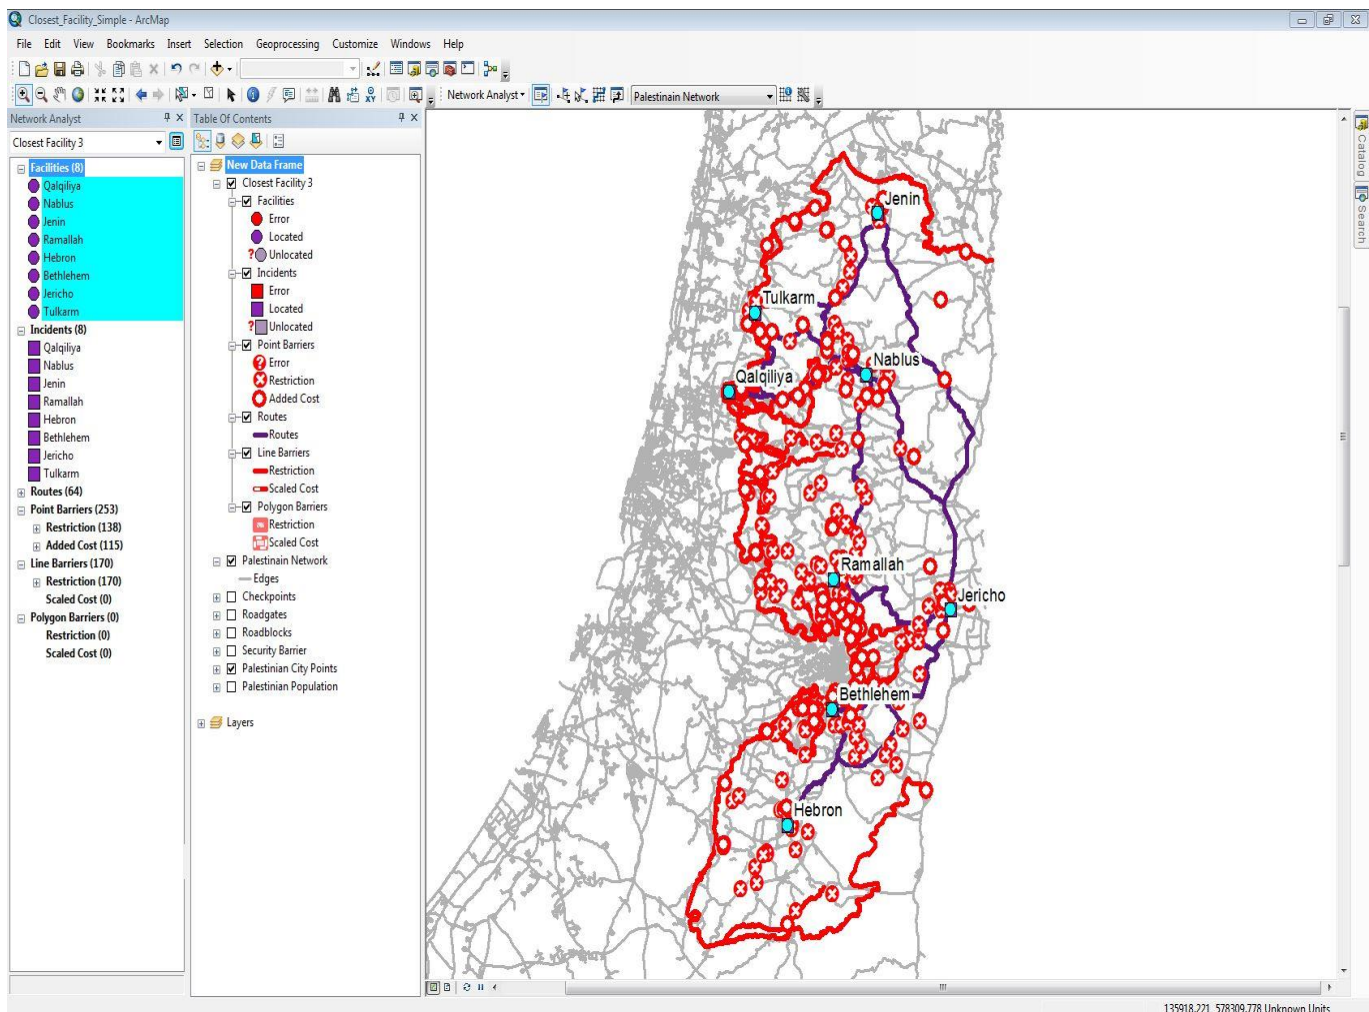 Closest_Facility_Simple - ArcMap
File Edit View Bookmarks Insert Selection Geoprocessing Customize Windows Help
Network Analyst Palestinain Network
Network Analyst
Closest Facility 3
Facilities (8)
Qalqiliya
Nablus
Jenin
Ramallah
Hebron
Bethlehem
Jericho
Tulkarm
Incidents (8)
Qalqiliya
Nablus
Jenin
Ramallah
Hebron
Bethlehem
Jericho
Tulkarm
Routes (64)
Point Barriers (253)
Restriction (138)
Added Cost (115)
Line Barriers (170)
Restriction (170)
Scaled Cost (0)
Polygon Barriers (0)
Restriction (0)
Scaled Cost (0)
Table Of Contents
New Data Frame
Closest Facility 3
Facilities
Error
Located
Unlocated
Incidents
Error
Located
Unlocated
Point Barriers
Error
Restriction
Added Cost
Routes
Routes
Line Barriers
Restriction
Scaled Cost
Polygon Barriers
Restriction
Scaled Cost
Palestinain Network
Edges
Checkpoints
Roadgates
Roadblocks
Security Barrier
Palestinian City Points
Palestinian Population
Layers
Jenin
Tulkarm
Nablus
Qalqiliya
Ramallah
Jericho
Bethlehem
Hebron
Catalog
Search
135918.221 578309.778 Unknown Units